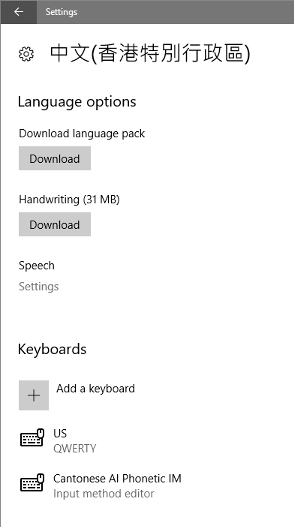 Settings
中文(香港特別行政區)
Language options
Download language pack
Download
Handwriting (31 MB)
Download
Speech
Settings
Keyboards
Add a keyboard
US
QWERTY
Cantonese AI Phonetic IM
Input method editor